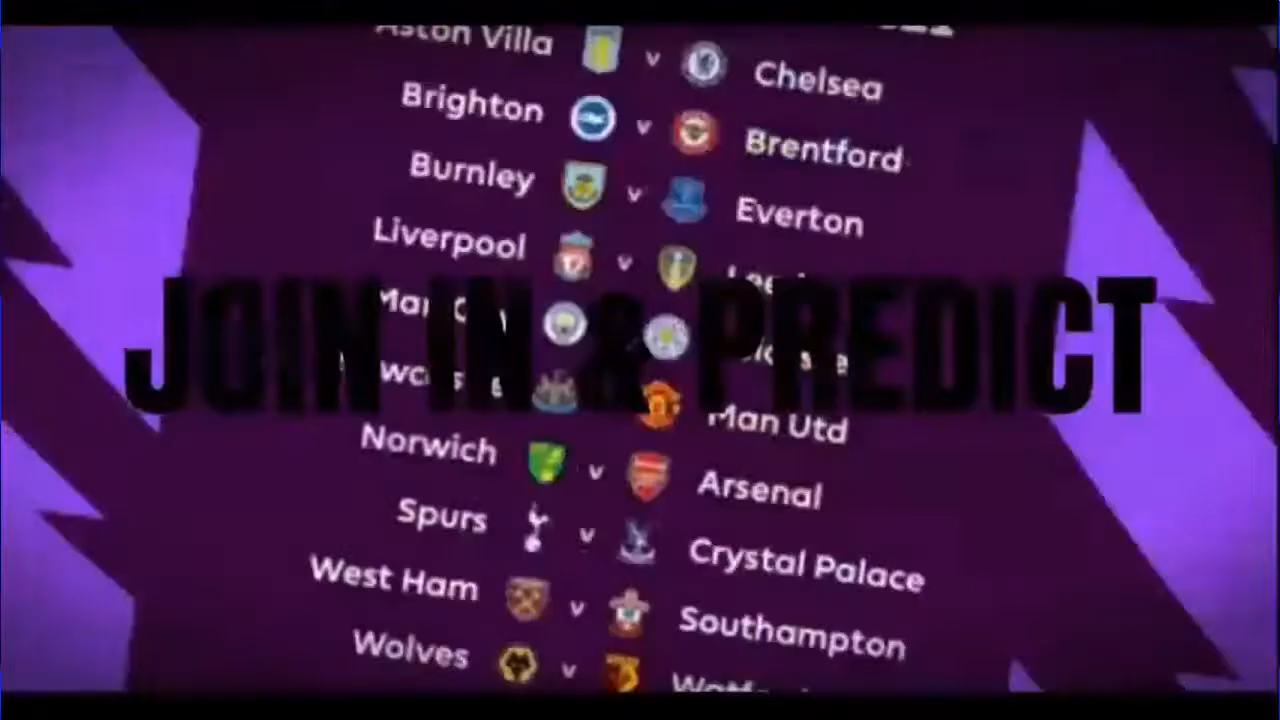 Aston Villa v Chelsea
Brighton v Brentford
Burnley v Everton
Liverpool v
JOIN IN & PREDICT
Man Utd
Norwich v Arsenal
Spurs v Crystal Palace
West Ham v Southampton
Wolves v